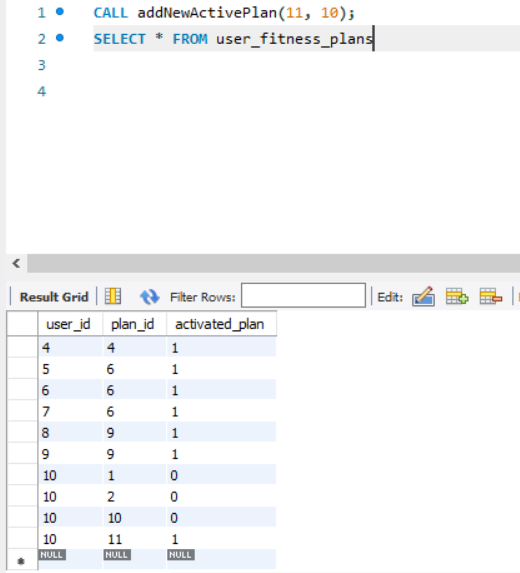 1 CALL addNewActivePlan(11, 10);
2 SELECT * FROM user_fitness_plans
3
4
Result Grid Filter Rows: Edit:
user_id plan_id activated_plan
4 4 1
5 6 1
6 6 1
7 6 1
8 9 1
9 9 1
10 1 0
10 2 0
10 10 0
10 11 1
NULL NULL NULL